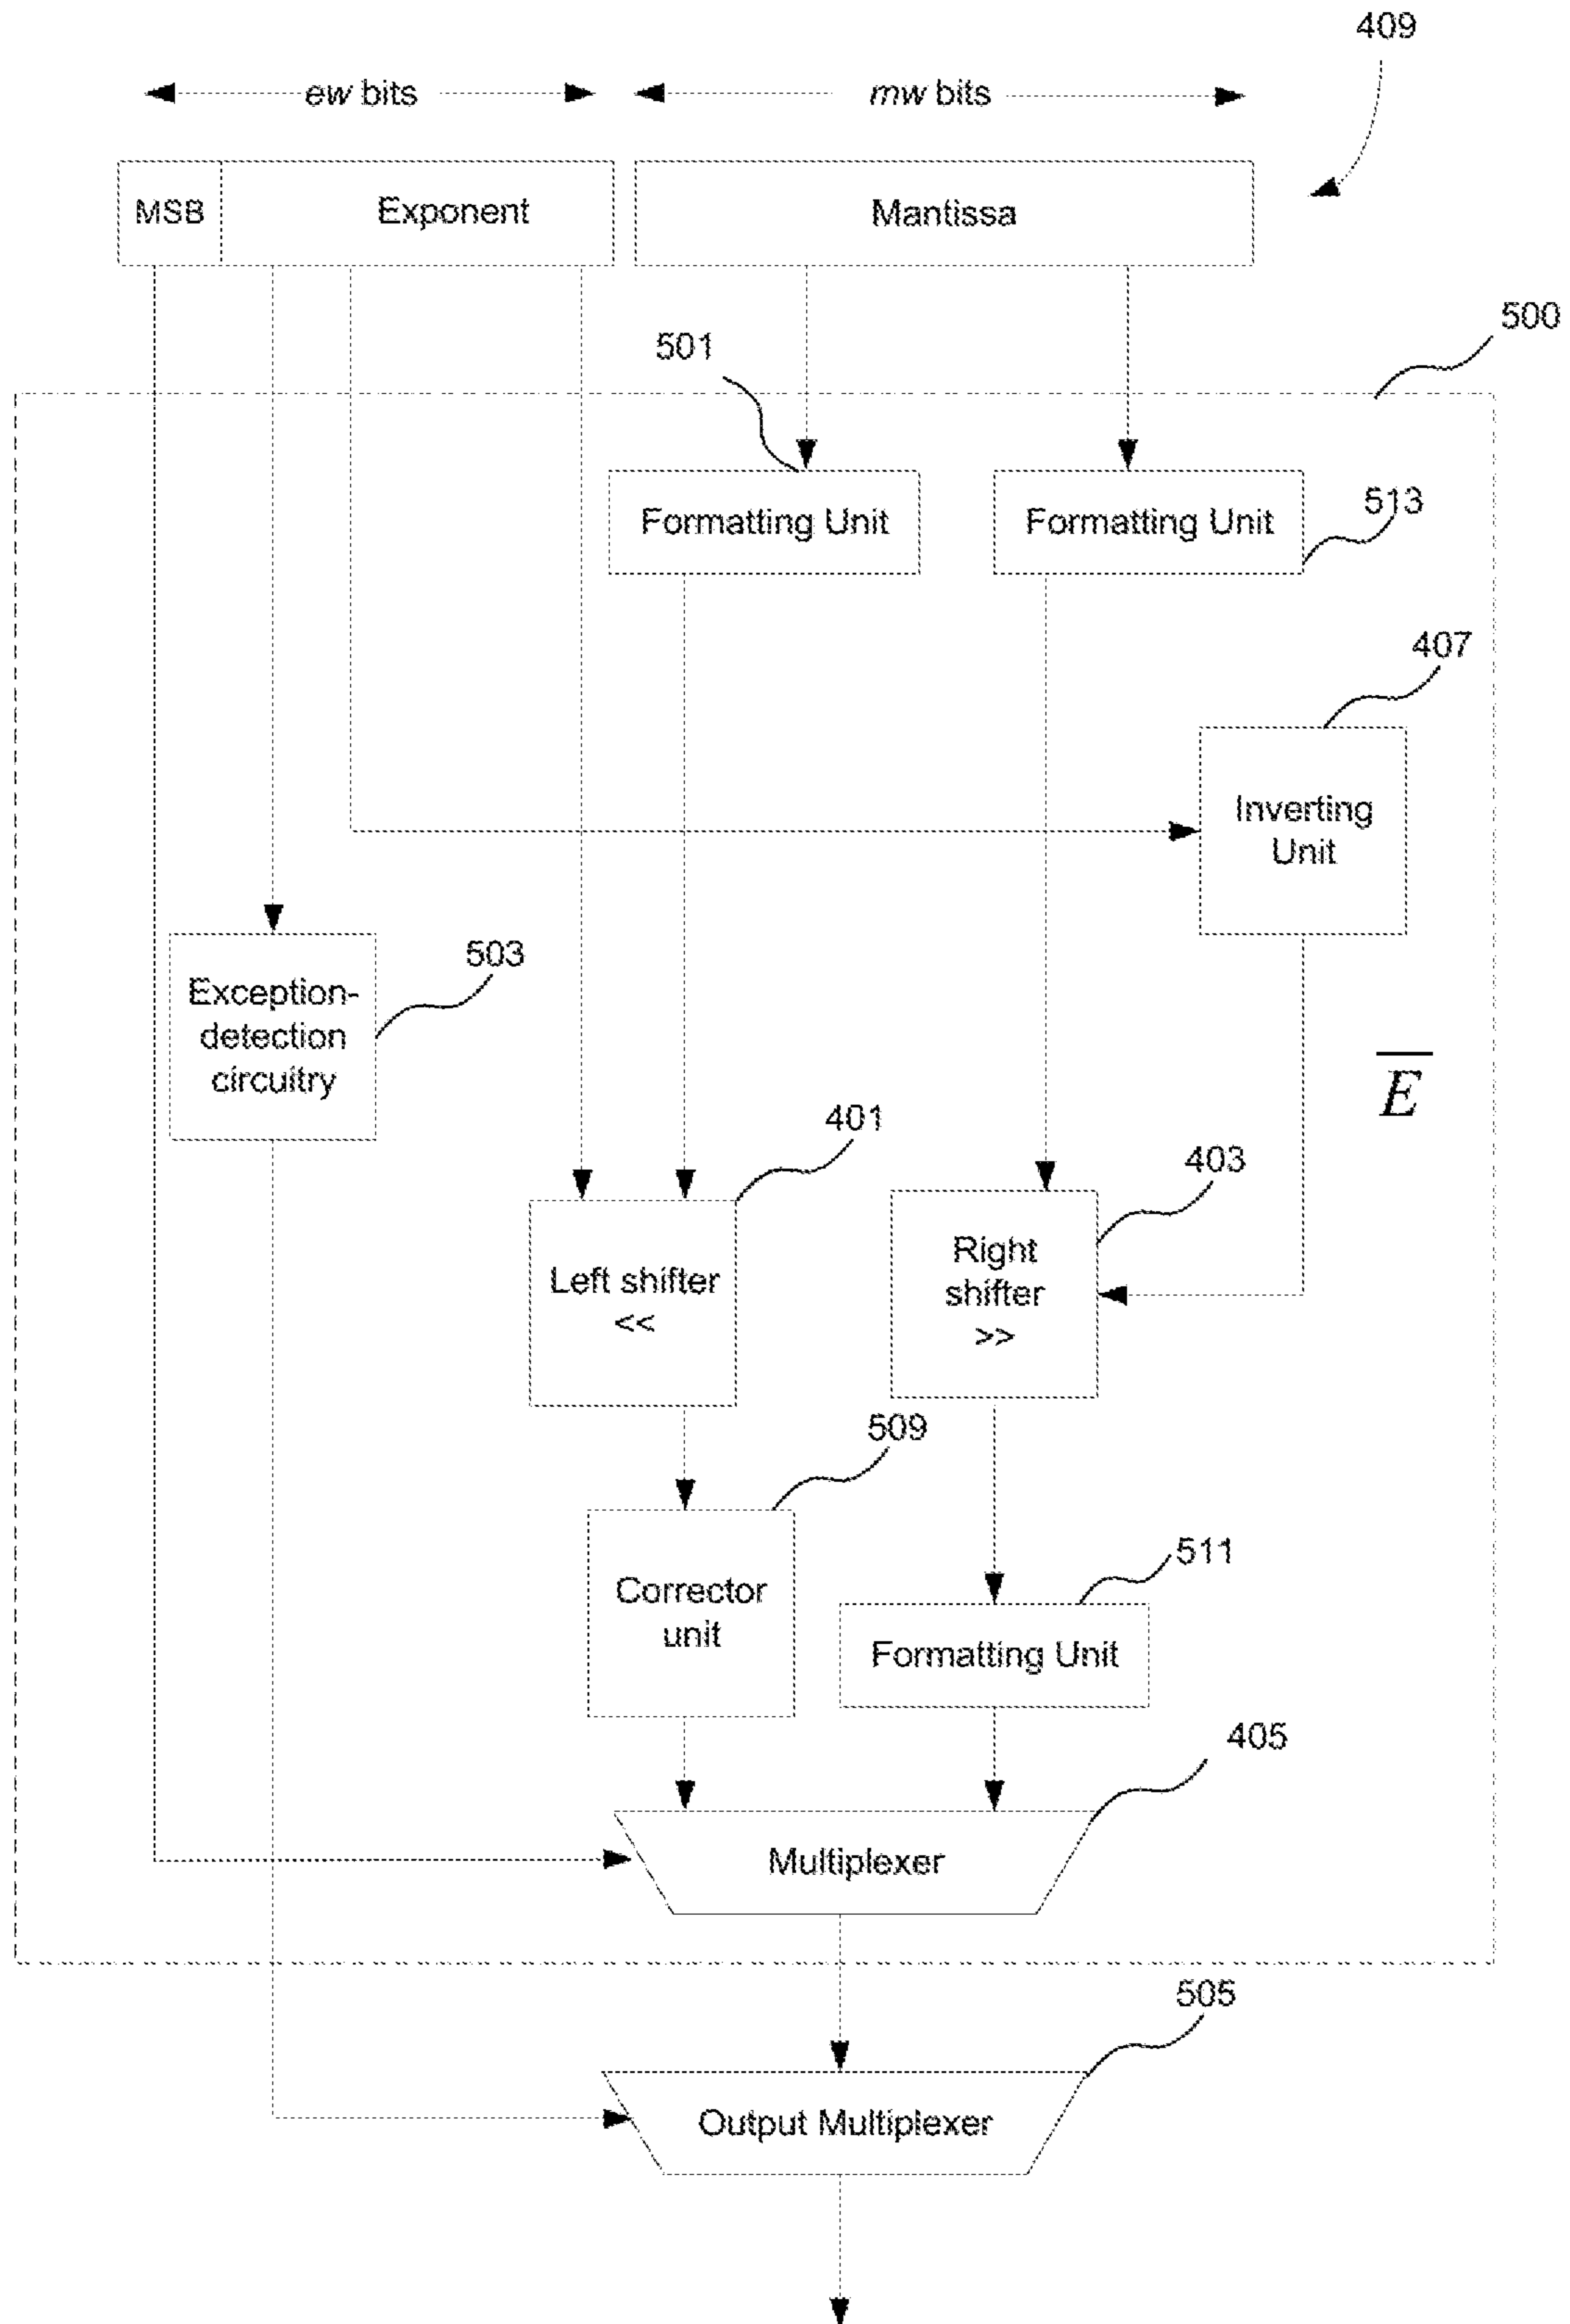 409
ew bits
mw bits
MSB
Exponent
Mantissa
500
501
Formatting Unit
Formatting Unit
513
407
Inverting
Unit
503
Exception-
detection
circuitry
E̅
401
403
Left shifter
<<
Right
shifter
>>
509
511
Corrector
unit
Formatting Unit
405
Multiplexer
505
Output Multiplexer